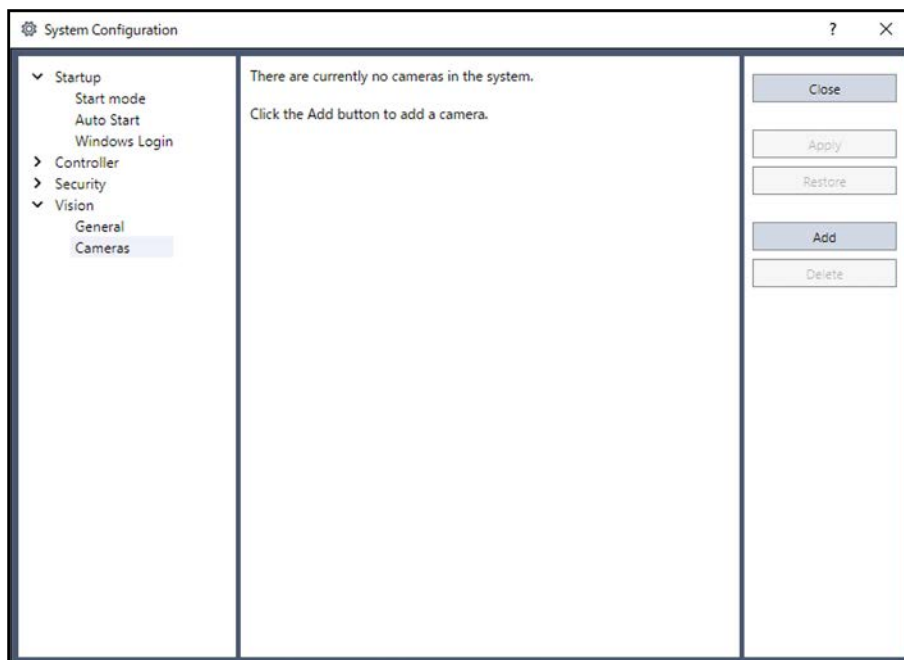 System Configuration
?
Startup
Start mode
Auto Start
Windows Login
Controller
Security
Vision
General
Cameras
There are currently no cameras in the system.
Click the Add button to add a camera.
Close
Apply
Restore
Add
Delete